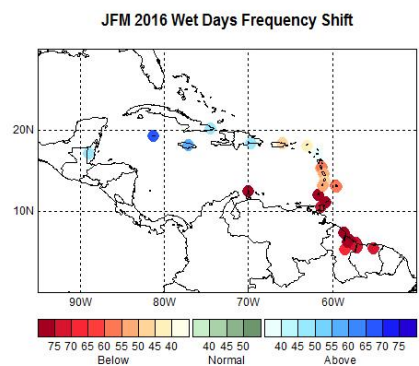 JFM 2016 Wet Days Frequency Shift
20N
10N
90W 80W 70W 60W
75 70 65 60 55 50 45 40 40 45 50 40 45 50 55 60 65 70 75
Below Normal Above